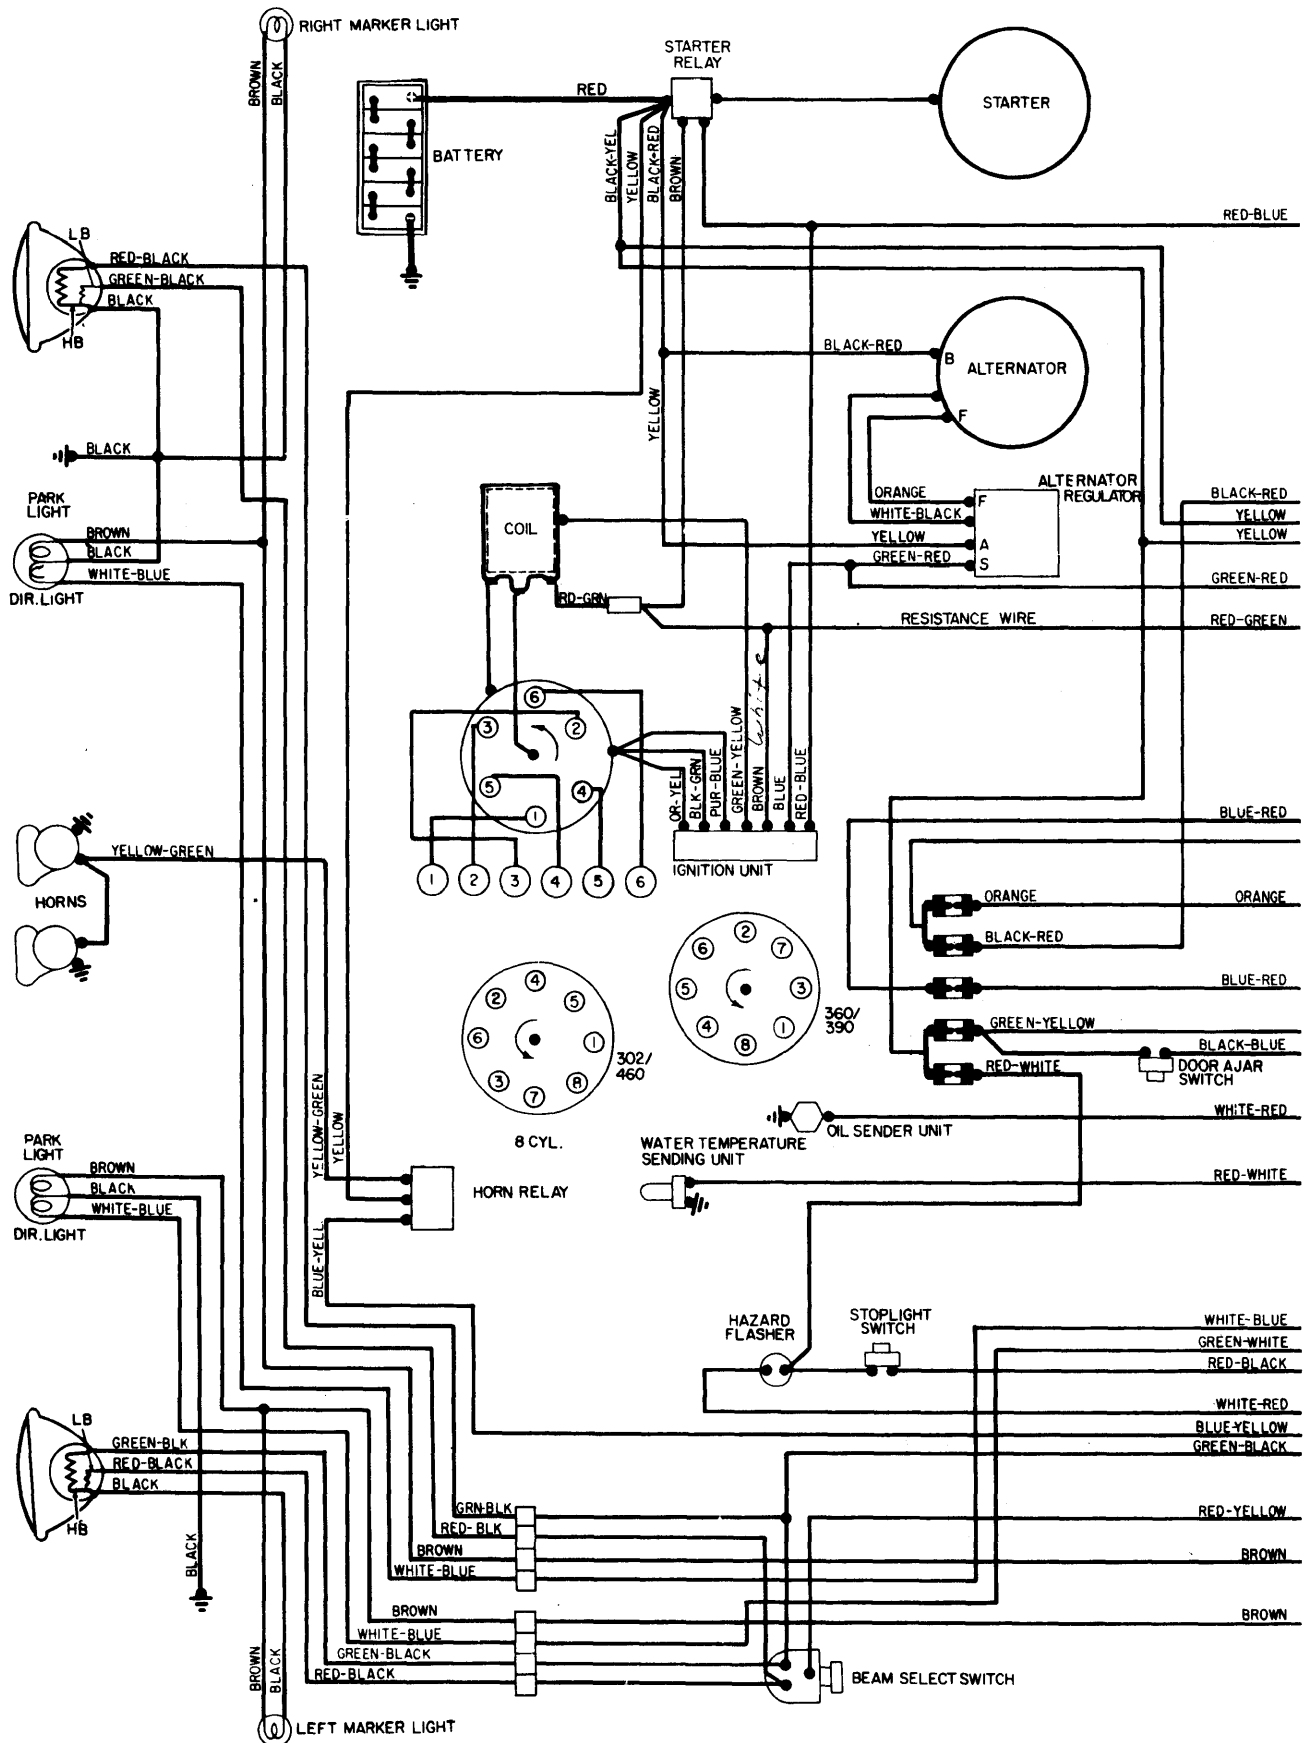 RIGHT MARKER LIGHT
BROWN
BLACK
STARTER
RELAY
STARTER
RED
BATTERY
BLACK-YEL
YELLOW
BLACK-RED
BROWN
RED-BLUE
LB
RED-BLACK
GREEN-BLACK
BLACK
HB
BLACK-RED
B
ALTERNATOR
F
YELLOW
BLACK
PARK
LIGHT
BROWN
BLACK
WHITE-BLUE
DIR. LIGHT
COIL
RD-GRN
ORANGE
F
WHITE-BLACK
YELLOW
A
GREEN-RED
S
ALTERNATOR
REGULATOR
BLACK-RED
YELLOW
YELLOW
GREEN-RED
RESISTANCE WIRE
RED-GREEN
6
3
2
5
4
1
1
2
3
4
5
6
OR-YEL
BLK-GRN
PUR-BLUE
GREEN-YELLOW
BROWN
White
BLUE
RED-BLUE
IGNITION UNIT
BLUE-RED
YELLOW-GREEN
HORNS
ORANGE
ORANGE
BLACK-RED
BLUE-RED
GREEN-YELLOW
BLACK-BLUE
RED-WHITE
DOOR AJAR
SWITCH
2
6
7
5
3
4
1
8
360/
390
4
2
5
6
1
3
8
7
302/
460
8 CYL.
WHITE-RED
OIL SENDER UNIT
WATER TEMPERATURE
SENDING UNIT
RED-WHITE
YELLOW-GREEN
YELLOW
HORN RELAY
BLUE-YELL
PARK
LIGHT
BROWN
BLACK
WHITE-BLUE
DIR. LIGHT
HAZARD
FLASHER
STOPLIGHT
SWITCH
WHITE-BLUE
GREEN-WHITE
RED-BLACK
WHITE-RED
BLUE-YELLOW
GREEN-BLACK
LB
GREEN-BLK
RED-BLACK
BLACK
HB
BLACK
GRN-BLK
RED-BLK
BROWN
WHITE-BLUE
RED-YELLOW
BROWN
BROWN
WHITE-BLUE
GREEN-BLACK
RED-BLACK
BROWN
BEAM SELECT SWITCH
BROWN
BLACK
LEFT MARKER LIGHT